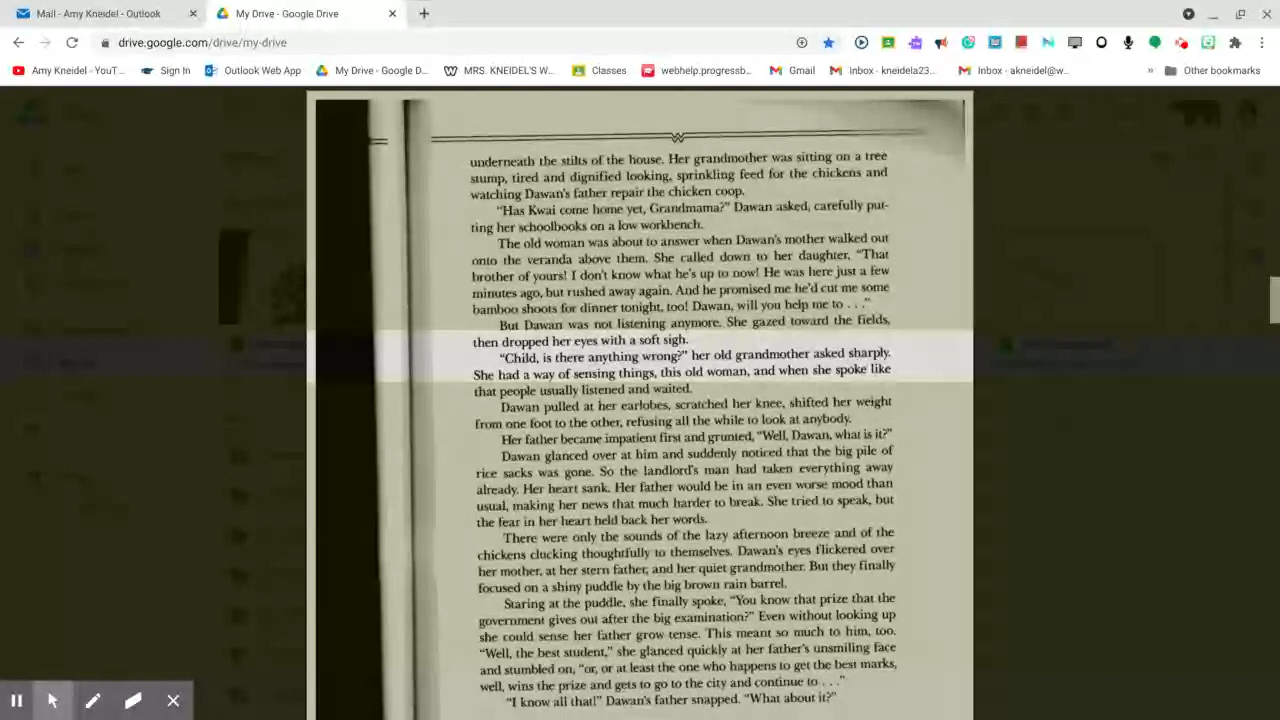 Mail - Amy Kneidel - Outlook
My Drive - Google Drive
drive.google.com/drive/my-drive
Amy Kneidel - YouT...
Sign In
Outlook Web App
My Drive - Google D...
MRS. KNEIDEL'S W...
Classes
webhelp.progressb...
Gmail
Inbox - kneidela23...
Inbox - akneidel@w...
»
Other bookmarks
underneath the stilts of the house. Her grandmother was sitting on a tree
stump, tired and dignified looking, sprinkling feed for the chickens and
watching Dawan's father repair the chicken coop.
“Has Kwai come home yet, Grandmama?” Dawan asked, carefully put-
ting her schoolbooks on a low workbench.
The old woman was about to answer when Dawan's mother walked out
onto the veranda above them. She called down to her daughter, “That
brother of yours! I don't know what he's up to now! He was here just a few
minutes ago, but rushed away again. And he promised me he'd cut me some
bamboo shoots for dinner tonight, too! Dawan, will you help me to . . .”
But Dawan was not listening anymore. She gazed toward the fields,
then dropped her eyes with a soft sigh.
“Child, is there anything wrong?” her old grandmother asked sharply.
She had a way of sensing things, this old woman, and when she spoke like
that people usually listened and waited.
Dawan pulled at her earlobes, scratched her knee, shifted her weight
from one foot to the other, refusing all the while to look at anybody.
Her father became impatient first and grunted, “Well, Dawan, what is it?”
Dawan glanced over at him and suddenly noticed that the big pile of
rice sacks was gone. So the landlord's man had taken everything away
already. Her heart sank. Her father would be in an even worse mood than
usual, making her news that much harder to break. She tried to speak, but
the fear in her heart held back her words.
There were only the sounds of the lazy afternoon breeze and of the
chickens clucking thoughtfully to themselves. Dawan's eyes flickered over
her mother, at her stern father, and her quiet grandmother. But they finally
focused on a shiny puddle by the big brown rain barrel.
Staring at the puddle, she finally spoke, “You know that prize that the
government gives out after the big examination?” Even without looking up
she could sense her father grow tense. This meant so much to him, too.
“Well, the best student,” she glanced quickly at her father's unsmiling face
and stumbled on, “or, or at least the one who happens to get the best marks,
well, wins the prize and gets to go to the city and continue to . . .”
“I know all that!” Dawan's father snapped. “What about it?”